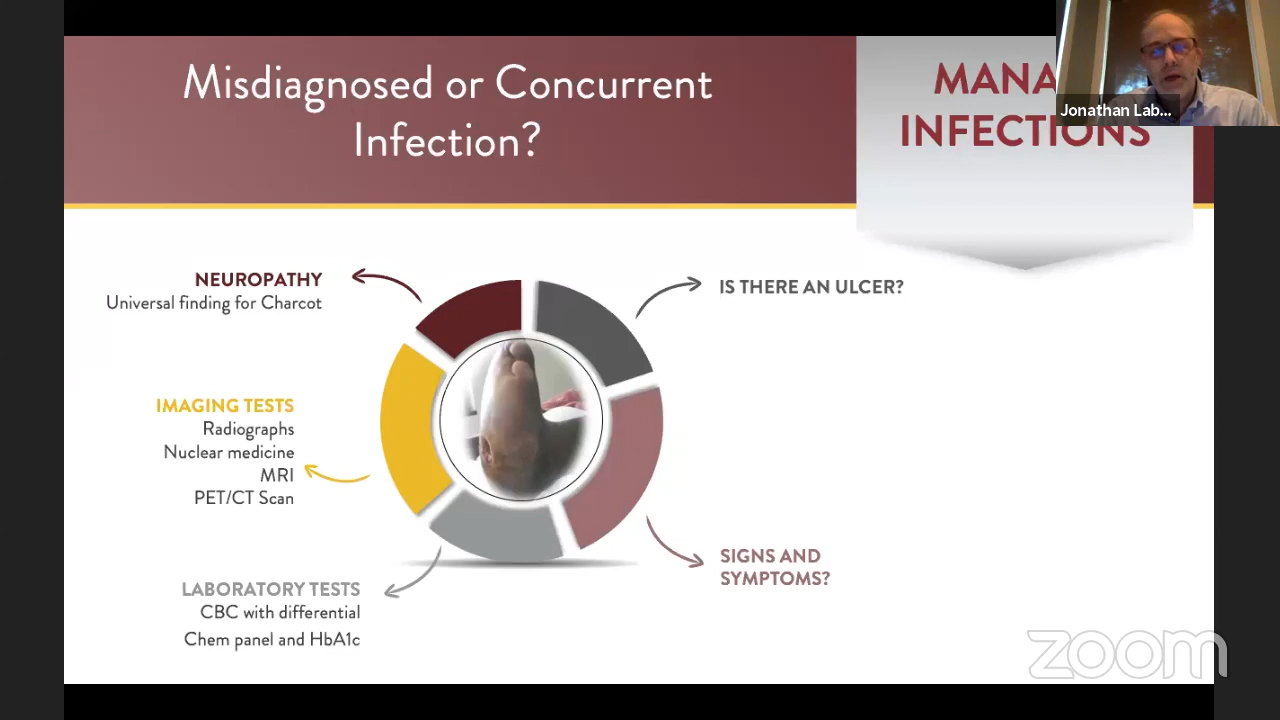 Misdiagnosed or Concurrent
Infection?
MANA
INFECTIONS
Jonathan Lab...
NEUROPATHY
Universal finding for Charcot
IS THERE AN ULCER?
IMAGING TESTS
Radiographs
Nuclear medicine
MRI
PET/CT Scan
SIGNS AND
SYMPTOMS?
LABORATORY TESTS
CBC with differential
Chem panel and HbA1c
zoom